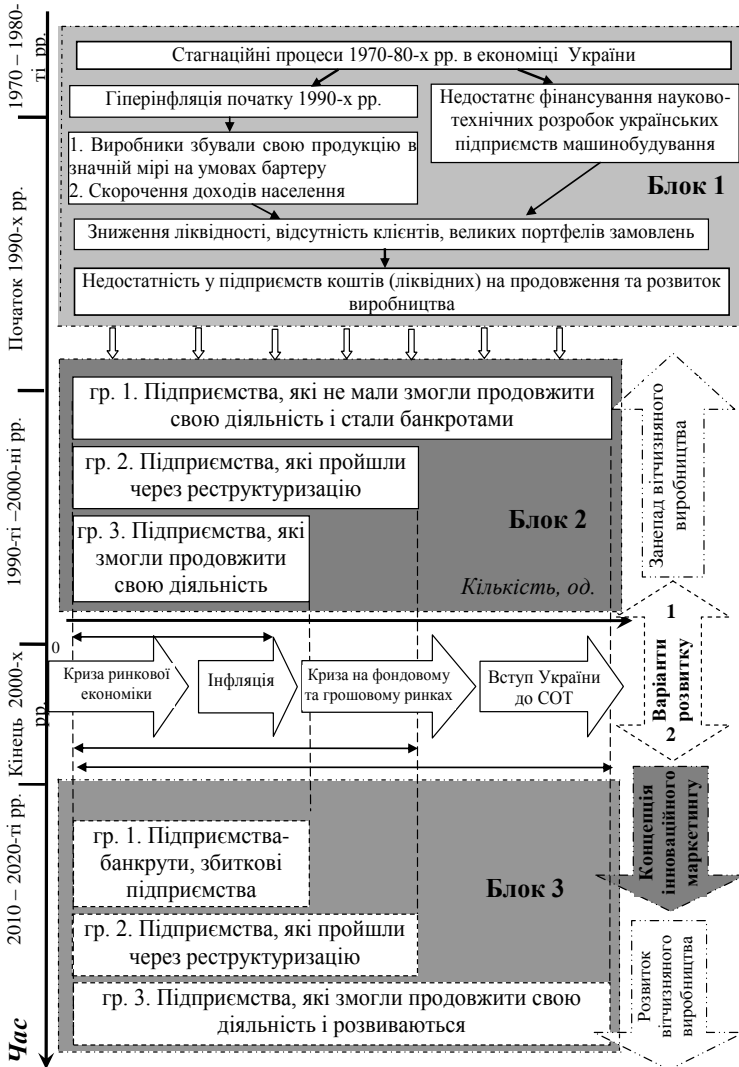 1970 – 1980-
ті рр.
Стагнаційні процеси 1970-80-х рр. в економіці України
Гіперінфляція початку 1990-х рр.
Недостатнє фінансування науково-
технічних розробок українських
підприємств машинобудування
1. Виробники збували свою продукцію в
значній мірі на умовах бартеру
2. Скорочення доходів населення
Блок 1
Початок 1990-х рр.
Зниження ліквідності, відсутність клієнтів, великих портфелів замовлень
Недостатність у підприємств коштів (ліквідних) на продовження та розвиток
виробництва
1990-ті –2000-ні рр.
гр. 1. Підприємства, які не мали змогли продовжити
свою діяльність і стали банкротами
гр. 2. Підприємства, які пройшли
через реструктуризацію
гр. 3. Підприємства, які
змогли продовжити
свою діяльність
Блок 2
Кількість, од.
Занепад вітчизняного
виробництва
1
Варіанти
розвитку
2
Кінець 2000-х
рр.
0
Криза ринкової
економіки
Інфляція
Криза на фондовому
та грошовому ринках
Вступ України
до СОТ
Концепція
інноваційного
маркетингу
2010 – 2020-ті рр.
гр. 1. Підприємства-
банкрути, збиткові
підприємства
Блок 3
гр. 2. Підприємства, які пройшли
через реструктуризацію
гр. 3. Підприємства, які змогли продовжити свою
діяльність і розвиваються
Розвиток
вітчизняного
виробництва
Час